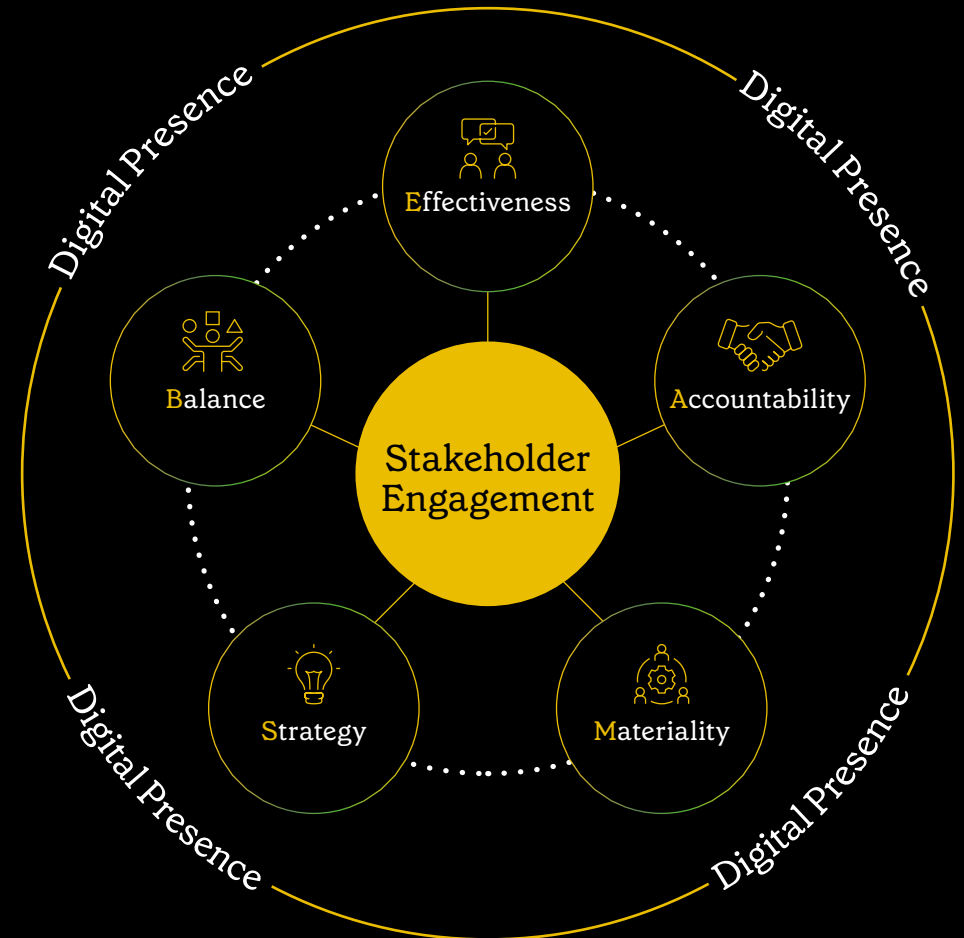 Digital Presence
Digital Presence
Effectiveness
Balance
Accountability
Stakeholder
Engagement
Strategy
Materiality
Digital Presence
Digital Presence